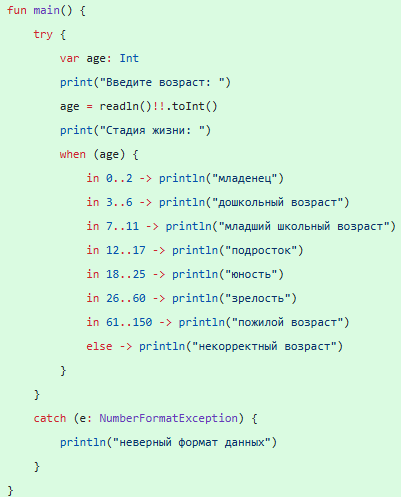 fun main() {
    try {
        var age: Int
        print("Введите возраст: ")
        age = readln()!!.toInt()
        print("Стадия жизни: ")
        when (age) {
            in 0..2 -> println("младенец")
            in 3..6 -> println("дошкольный возраст")
            in 7..11 -> println("младший школьный возраст")
            in 12..17 -> println("подросток")
            in 18..25 -> println("юность")
            in 26..60 -> println("зрелость")
            in 61..150 -> println("пожилой возраст")
            else -> println("некорректный возраст")
        }
    }
    catch (e: NumberFormatException) {
        println("неверный формат данных")
    }
}